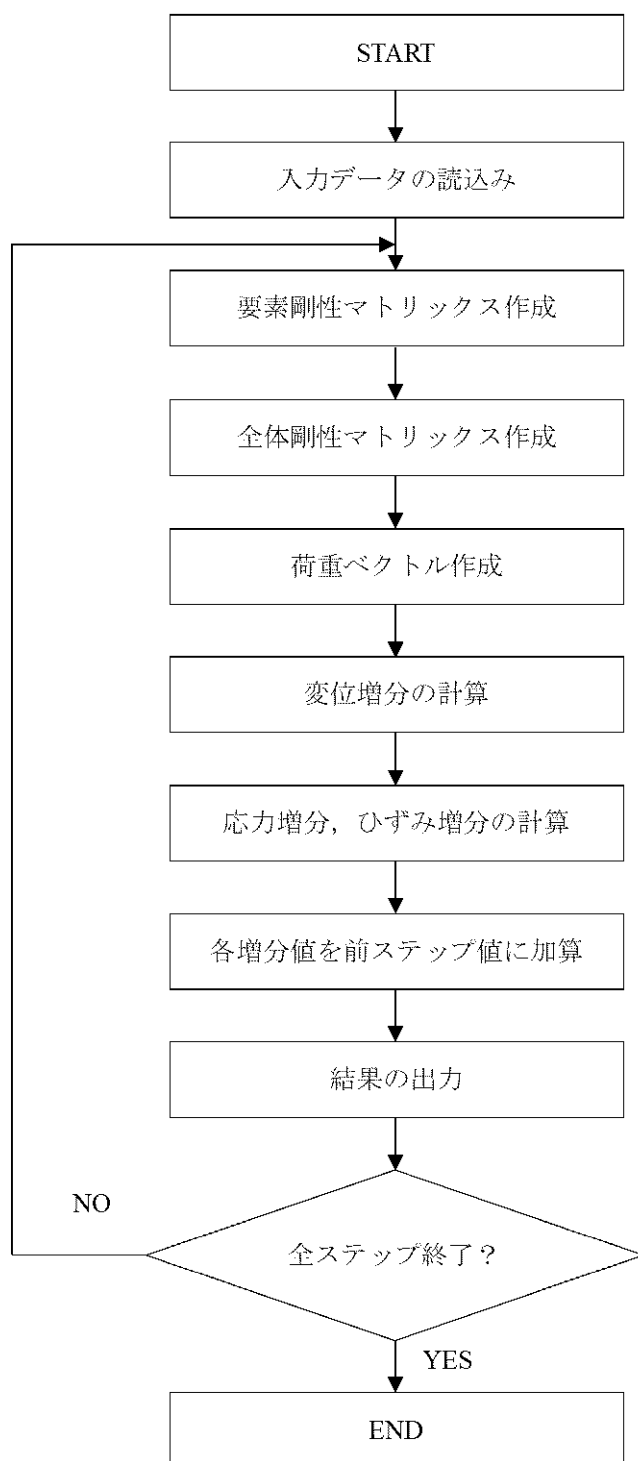 START
入力データの読込み
要素剛性マトリックス作成
全体剛性マトリックス作成
荷重ベクトル作成
変位増分の計算
応力増分，ひずみ増分の計算
各増分値を前ステップ値に加算
結果の出力
NO
全ステップ終了？
YES
END